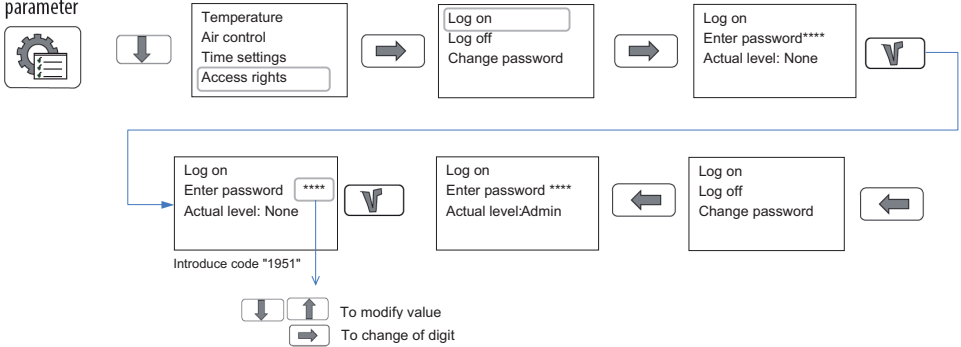 parameter
Temperature
Air control
Time settings
Access rights
Log on
Log off
Change password
Log on
Enter password****
Actual level: None
Log on
Enter password ****
Actual level: None
Introduce code "1951"
Log on
Enter password ****
Actual level:Admin
Log on
Log off
Change password
To modify value
To change of digit